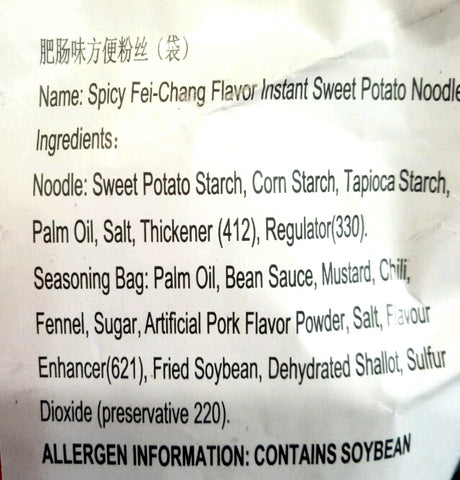 肥肠味方便粉丝（袋）
Name: Spicy Fei-Chang Flavor Instant Sweet Potato Noodle
Ingredients:
Noodle: Sweet Potato Starch, Corn Starch, Tapioca Starch,
Palm Oil, Salt, Thickener (412), Regulator(330).
Seasoning Bag: Palm Oil, Bean Sauce, Mustard, Chili,
Fennel, Sugar, Artificial Pork Flavor Powder, Salt, Flavour
Enhancer(621), Fried Soybean, Dehydrated Shallot, Sulfur
Dioxide (preservative 220).
ALLERGEN INFORMATION: CONTAINS SOYBEAN